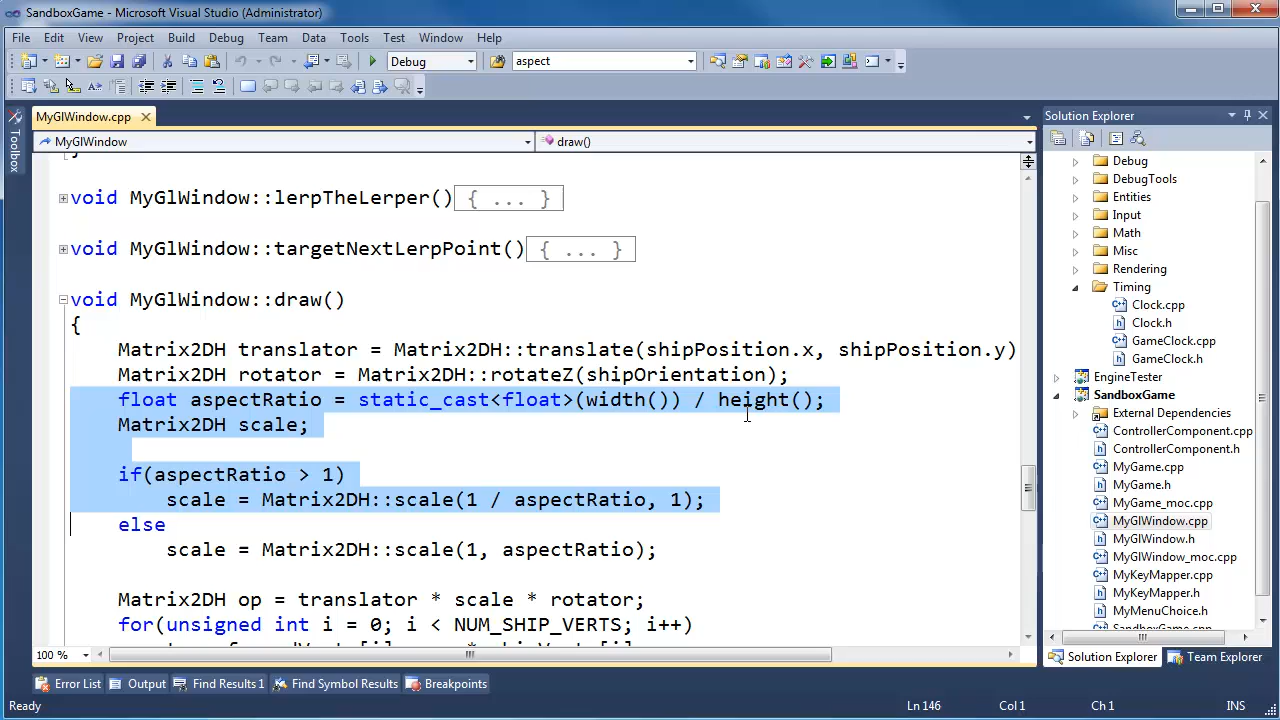 SandboxGame - Microsoft Visual Studio (Administrator)
File Edit View Project Build Debug Team Data Tools Test Window Help
Debug aspect
MyGlWindow.cpp
MyGlWindow draw()
Toolbox
void MyGlWindow::lerpTheLerper(){ ... }
void MyGlWindow::targetNextLerpPoint(){ ... }
void MyGlWindow::draw()
{
Matrix2DH translator = Matrix2DH::translate(shipPosition.x, shipPosition.y)
Matrix2DH rotator = Matrix2DH::rotateZ(shipOrientation);
float aspectRatio = static_cast<float>(width()) / height();
Matrix2DH scale;
if(aspectRatio > 1)
scale = Matrix2DH::scale(1 / aspectRatio, 1);
else
scale = Matrix2DH::scale(1, aspectRatio);
Matrix2DH op = translator * scale * rotator;
for(unsigned int i = 0; i < NUM_SHIP_VERTS; i++)
100 %
Solution Explorer
Debug
DebugTools
Entities
Input
Math
Misc
Rendering
Timing
Clock.cpp
Clock.h
GameClock.cpp
GameClock.h
EngineTester
SandboxGame
External Dependencies
ControllerComponent.cpp
ControllerComponent.h
MyGame.cpp
MyGame.h
MyGame_moc.cpp
MyGlWindow.cpp
MyGlWindow.h
MyGlWindow_moc.cpp
MyKeyMapper.cpp
MyKeyMapper.h
MyMenuChoice.h
SandboxGame.cpp
Solution Explorer Team Explorer
Error List Output Find Results 1 Find Symbol Results Breakpoints
Ready Ln 146 Col 1 Ch 1 INS